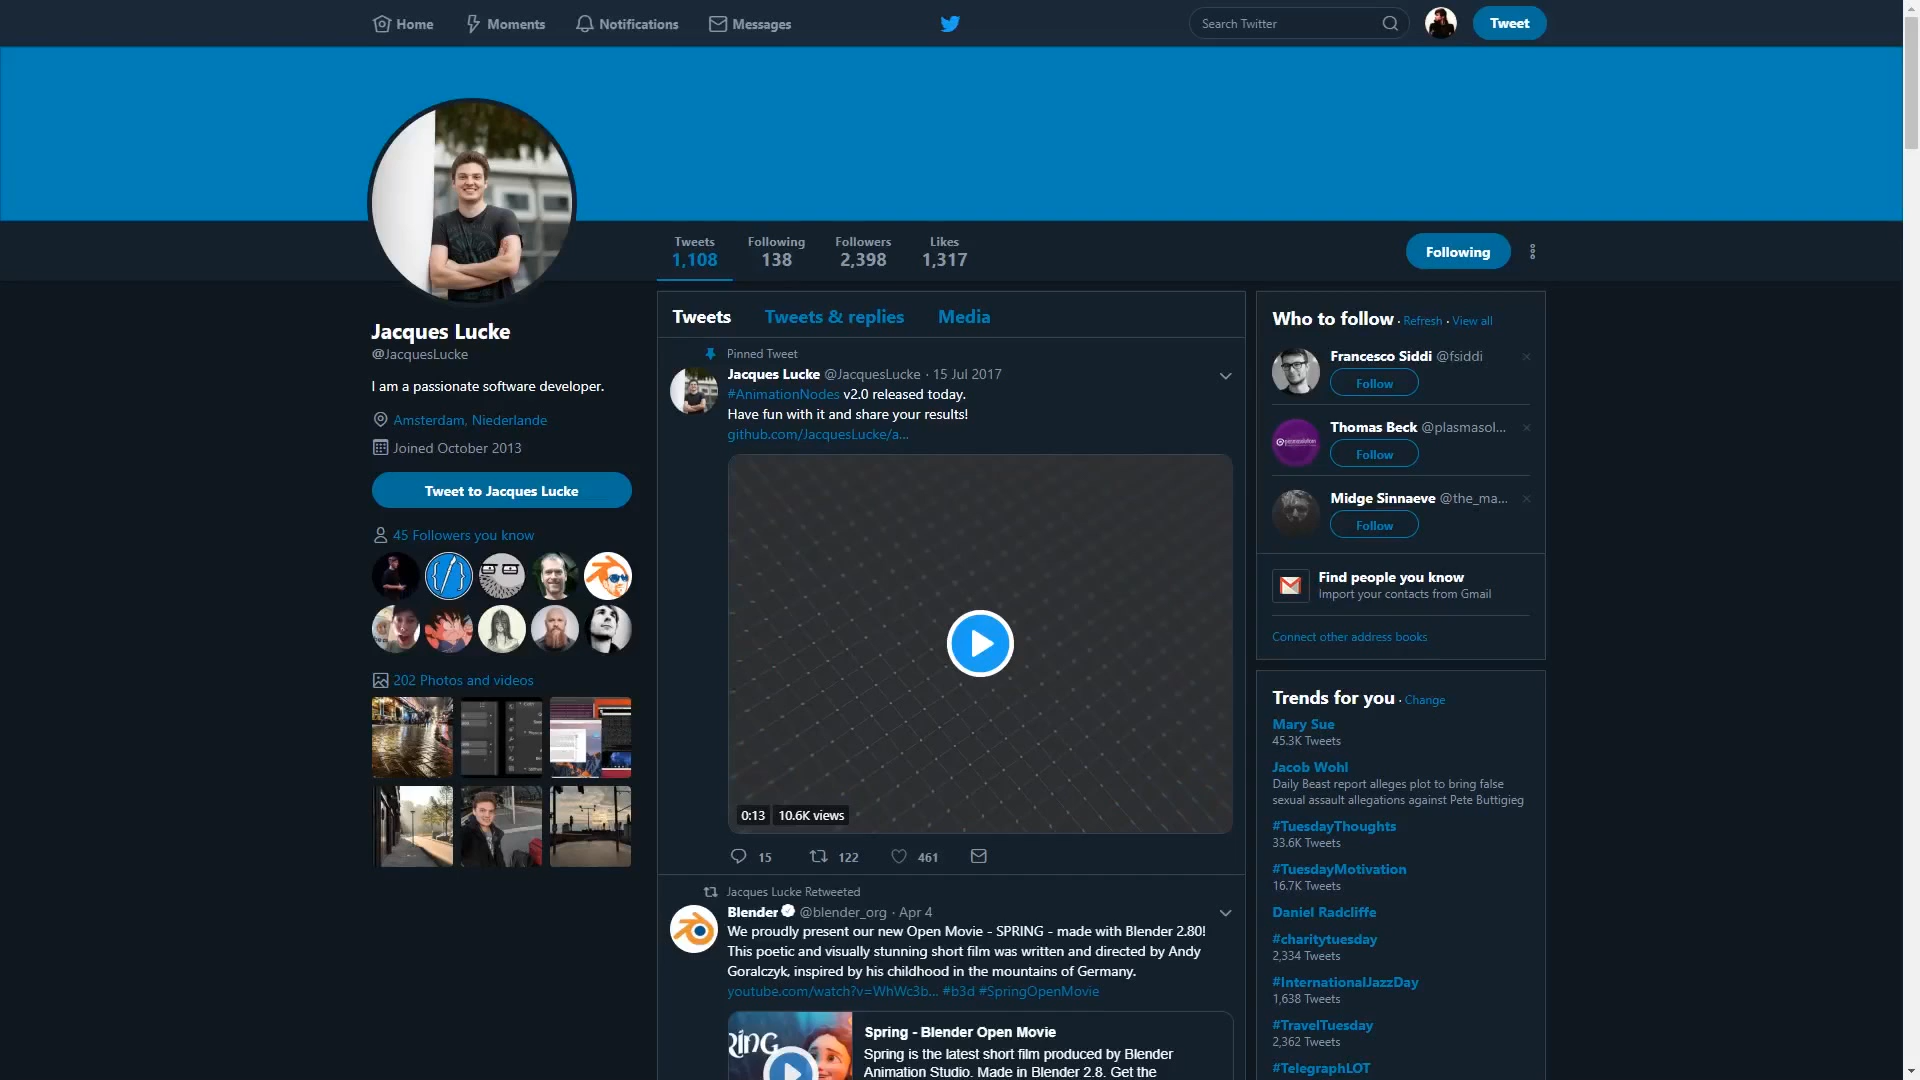 Home
Moments
Notifications
Messages
Search Twitter
Tweet
Tweets
1,108
Following
138
Followers
2,398
Likes
1,317
Following
Jacques Lucke
@JacquesLucke
I am a passionate software developer.
Amsterdam, Niederlande
Joined October 2013
Tweet to Jacques Lucke
45 Followers you know
202 Photos and videos
Tweets
Tweets & replies
Media
Pinned Tweet
Jacques Lucke @JacquesLucke · 15 Jul 2017
#AnimationNodes v2.0 released today.
Have fun with it and share your results!
github.com/JacquesLucke/a...
0:13
10.6K views
15
122
461
Jacques Lucke Retweeted
Blender @blender_org · Apr 4
We proudly present our new Open Movie - SPRING - made with Blender 2.80!
This poetic and visually stunning short film was written and directed by Andy
Goralczyk, inspired by his childhood in the mountains of Germany.
youtube.com/watch?v=WhWc3b... #b3d #SpringOpenMovie
Spring - Blender Open Movie
Spring is the latest short film produced by Blender
Animation Studio. Made in Blender 2.8. Get the
Who to follow · Refresh · View all
Francesco Siddi @fsiddi
Follow
Thomas Beck @plasmasol...
Follow
Midge Sinnaeve @the_ma...
Follow
Find people you know
Import your contacts from Gmail
Connect other address books
Trends for you · Change
Mary Sue
45.3K Tweets
Jacob Wohl
Daily Beast report alleges plot to bring false
sexual assault allegations against Pete Buttigieg
#TuesdayThoughts
33.6K Tweets
#TuesdayMotivation
16.7K Tweets
Daniel Radcliffe
#charitytuesday
2,334 Tweets
#InternationalJazzDay
1,638 Tweets
#TravelTuesday
2,362 Tweets
#TelegraphLOT